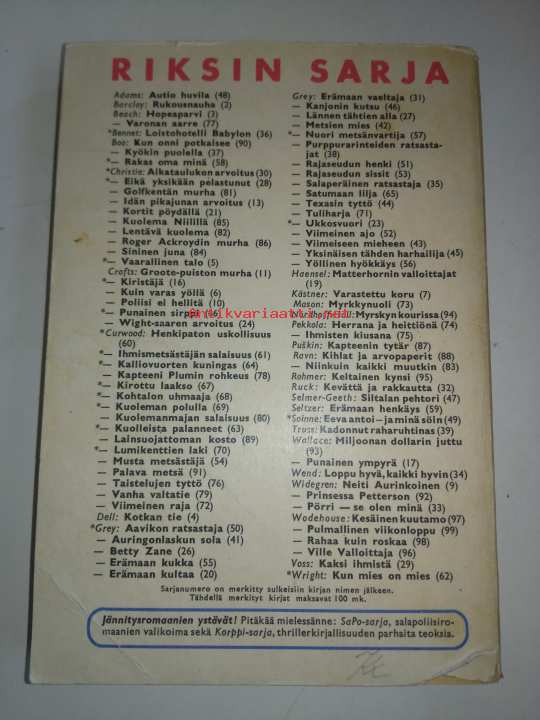 RIKSIN SARJA
Adams: Autio huvila (48)
Barclay: Rukousnauha (2)
Beach: Hopeaparvi (3)
— Varonan aarre (77)
*Bennet: Loistohotelli Babylon (36)
Boo: Kun onni potkaisee (90)
— Kyökin puolella (37)
*— Rakas oma minä (58)
*Christie: Aikataulukon arvoitus (30)
*— Eikä yksikään pelastunut (28)
— Golfkentän murha (81)
— Idän pikajunan arvoitus (13)
— Kortit pöydällä (21)
— Kuolema Niilillä (85)
— Lentävä kuolema (82)
— Roger Ackroydin murha (86)
— Sininen juna (84)
*— Vaarallinen talo (5)
Crofts: Groote-puiston murha (11)
*— Kiristäjä (16)
— Kuin varas yöllä (6)
— Poliisi ei hellitä (10)
*— Punainen sirppi
— Wight-saaren arvoitus (24)
*Curwood: Henkipaton uskollisuus
(60)
*— Ihmismetsästäjän salaisuus (61)
*— Kalliovuorten kuningas (64)
— Kapteeni Plumin rohkeus (78)
*— Kirottu laakso (67)
*— Kohtalon uhmaaja (68)
*— Kuoleman polulla (69)
— Kuolemanmajan salaisuus (80)
*— Kuolleista palanneet (63)
— Lainsuojattoman kosto (89)
*— Lumikenttien laki (70)
— Musta metsästäjä (54)
— Palava metsä (91)
— Taistelujen tyttö (76)
— Vanha valtatie (79)
— Viimeinen raja (72)
Dell: Kotkan tie (4)
*Grey: Aavikon ratsastaja (50)
— Auringonlaskun sola (41)
— Betty Zane (26)
— Erämaan kukka (55)
— Erämaan kultaa (20)
Grey: Erämaan vaeltaja (31)
— Kanjonin kutsu (46)
— Lännen tähtien alla (27)
— Metsien mies (42)
*— Nuori metsänvartija (57)
— Purppurarinteiden ratsasta-
jat (38)
— Rajaseudun henki (51)
— Rajaseudun sissit (53)
— Salaperäinen ratsastaja (35)
— Satumaan lilja (65)
— Texasin tyttö (44)
— Tuliharja (71)
*— Ukkosvuori (23)
— Viimeinen ajo (52)
— Viimeiseen mieheen (43)
— Yksinäisen tähden harhailija (45)
— Yöllinen hyökkäys (56)
Haensel: Matterhornin valloittajat
(19)
Kästner: Varastettu koru (7)
Mason: Myrkkynuoli (73)
Myrskyn kourissa (94)
Pekkola: Herrana ja heittiönä (74)
— Ihmisten kiusana (75)
Puškin: Kapteenin tytär (87)
Ravn: Kihlat ja arvopaperit (88)
— Niinkuin kaikki muutkin (83)
Rohmer: Keltainen kynsi (95)
Ruck: Kevättä ja rakkautta (32)
Selmer-Geeth: Siltalan pehtori (47)
Seltzer: Erämaan henkäys (59)
*Soinne: Eeva antoi — ja minä söin (49)
Tross: Kadonnut raharuhtinas (39)
Wallace: Miljoonan dollarin juttu
(93)
— Punainen ympyrä (17)
Wend: Loppu hyvä, kaikki hyvin (34)
Widegren: Neiti Aurinkoinen (9)
— Prinsessa Petterson (92)
— Pörri — se olen minä (33)
Wodehouse: Kesäinen kuutamo (97)
— Pulmallinen viikonloppu (99)
— Rahaa kuin roskaa (98)
— Ville Valloittaja (96)
Voss: Kaksi ihmistä (29)
*Wright: Kun mies on mies (62)
antikvariaatti.net
Sarjanumero on merkitty sulkeisiin kirjan nimen jälkeen.
Tähdellä merkityt kirjat maksavat 100 mk.
Jännitysromaanien ystävät! Pitäkää mielessänne: SaPo-sarja, salapoliisiro-
maanien valikoima sekä Korppi-sarja, thrillerkirjallisuuden parhaita teoksia.